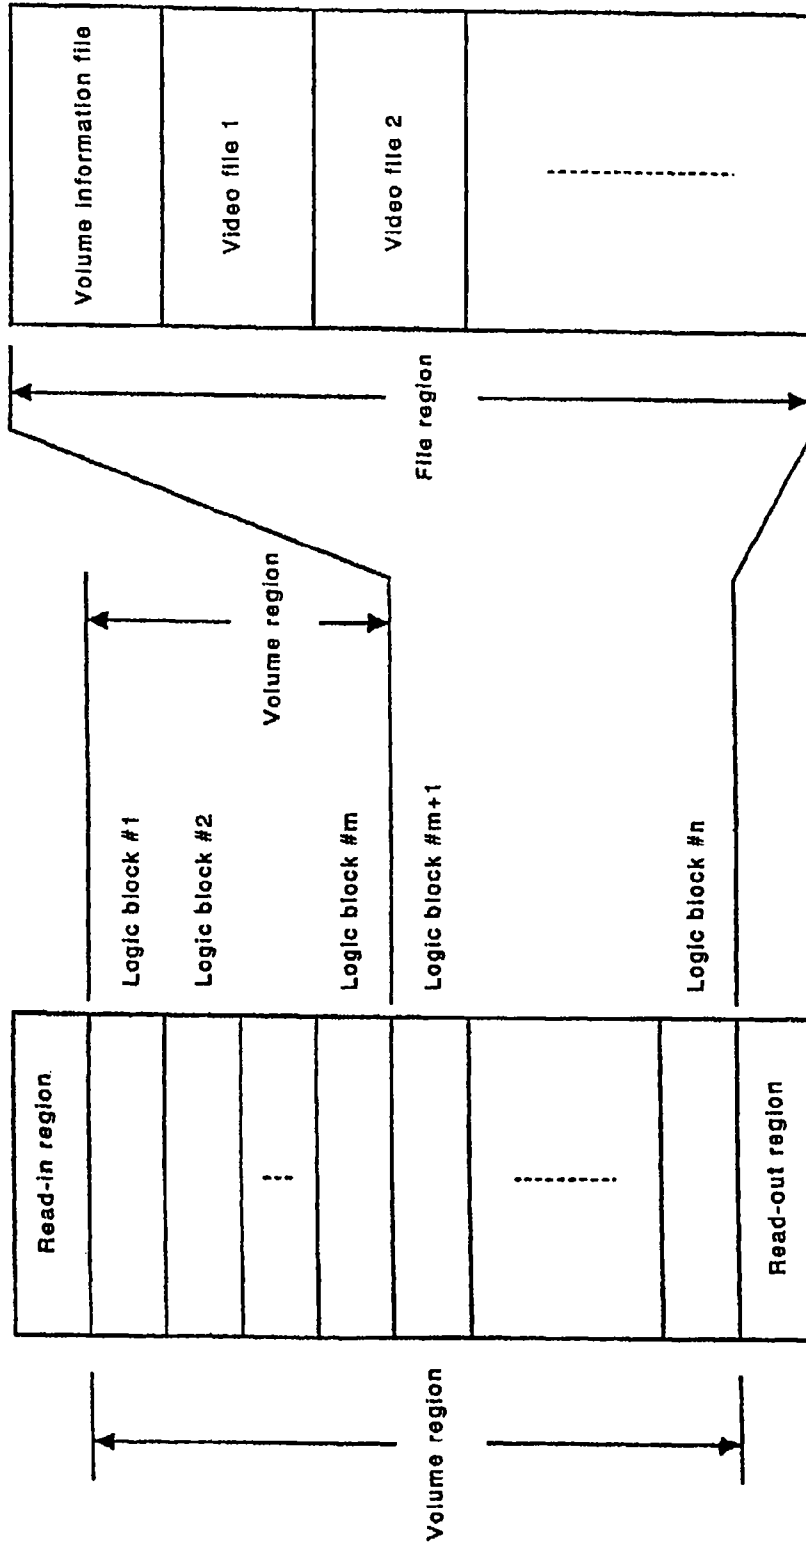 Volume region
Read-in region
Read-out region
Logic block #1
Logic block #2
Logic block #m
Logic block #m+1
Logic block #n
Volume region
File region
Volume information file
Video file 1
Video file 2